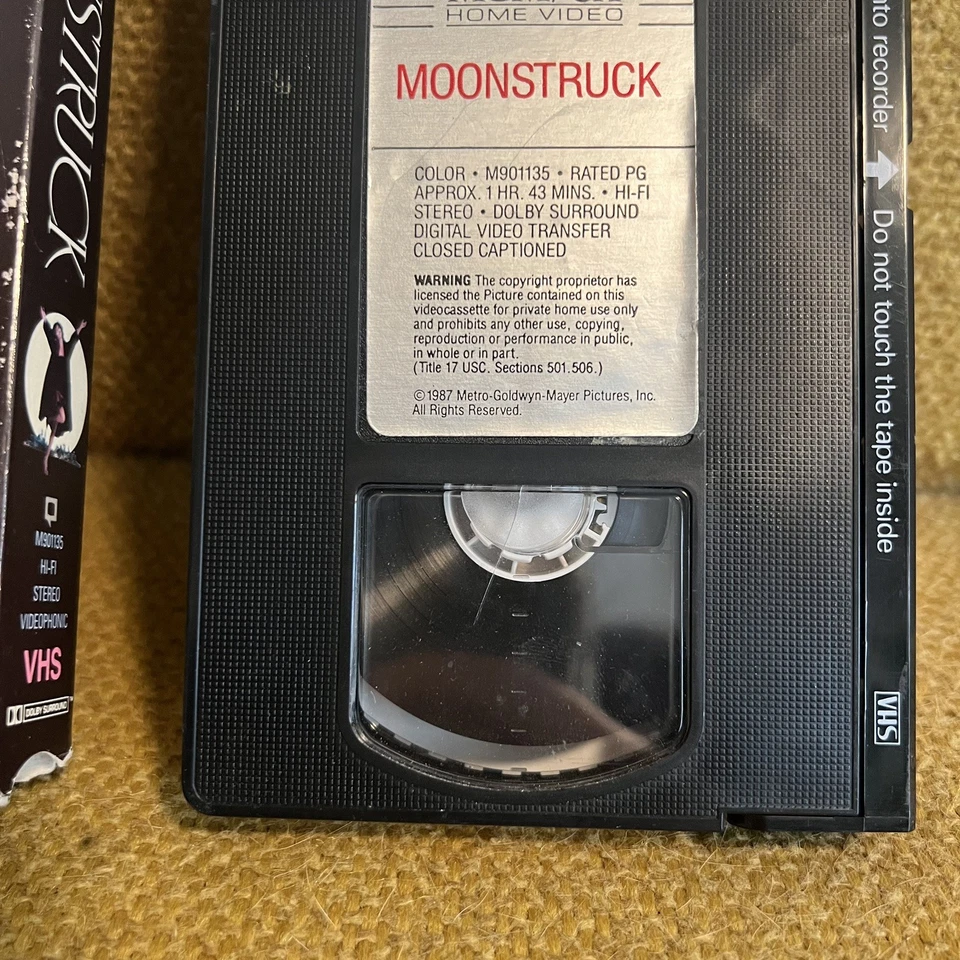 STRUCK
M901135
HI-FI
STEREO
VIDEOPHONIC
VHS
DOLBY SURROUND
HOME VIDEO
MOONSTRUCK
COLOR • M901135 • RATED PG
APPROX. 1 HR. 43 MINS. • HI-FI
STEREO • DOLBY SURROUND
DIGITAL VIDEO TRANSFER
CLOSED CAPTIONED
WARNING The copyright proprietor has
licensed the Picture contained on this
videocassette for private home use only
and prohibits any other use, copying,
reproduction or performance in public,
in whole or in part.
(Title 17 USC. Sections 501.506.)
©1987 Metro-Goldwyn-Mayer Pictures, Inc.
All Rights Reserved.
nto recorder
Do not touch the tape inside
VHS